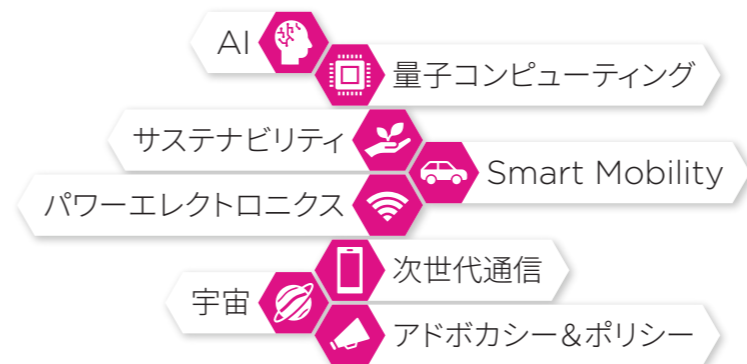 AI
量子コンピューティング
サステナビリティ
Smart Mobility
パワーエレクトロニクス
次世代通信
宇宙
アドボカシー＆ポリシー